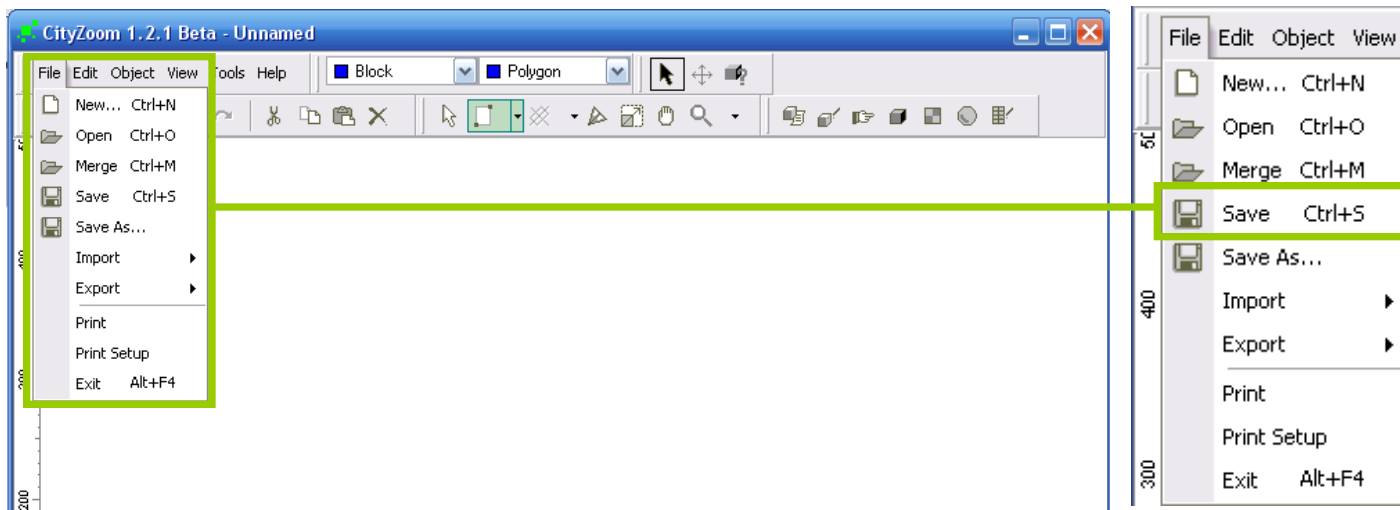 CityZoom 1.2.1 Beta - Unnamed
File Edit Object View Tools Help Block Polygon
New... Ctrl+N
Open Ctrl+O
Merge Ctrl+M
Save Ctrl+S
Save As...
Import
Export
Print
Print Setup
Exit Alt+F4
400
200
File Edit Object View
New... Ctrl+N
Open Ctrl+O
Merge Ctrl+M
Save Ctrl+S
Save As...
Import
Export
Print
Print Setup
Exit Alt+F4
400
300